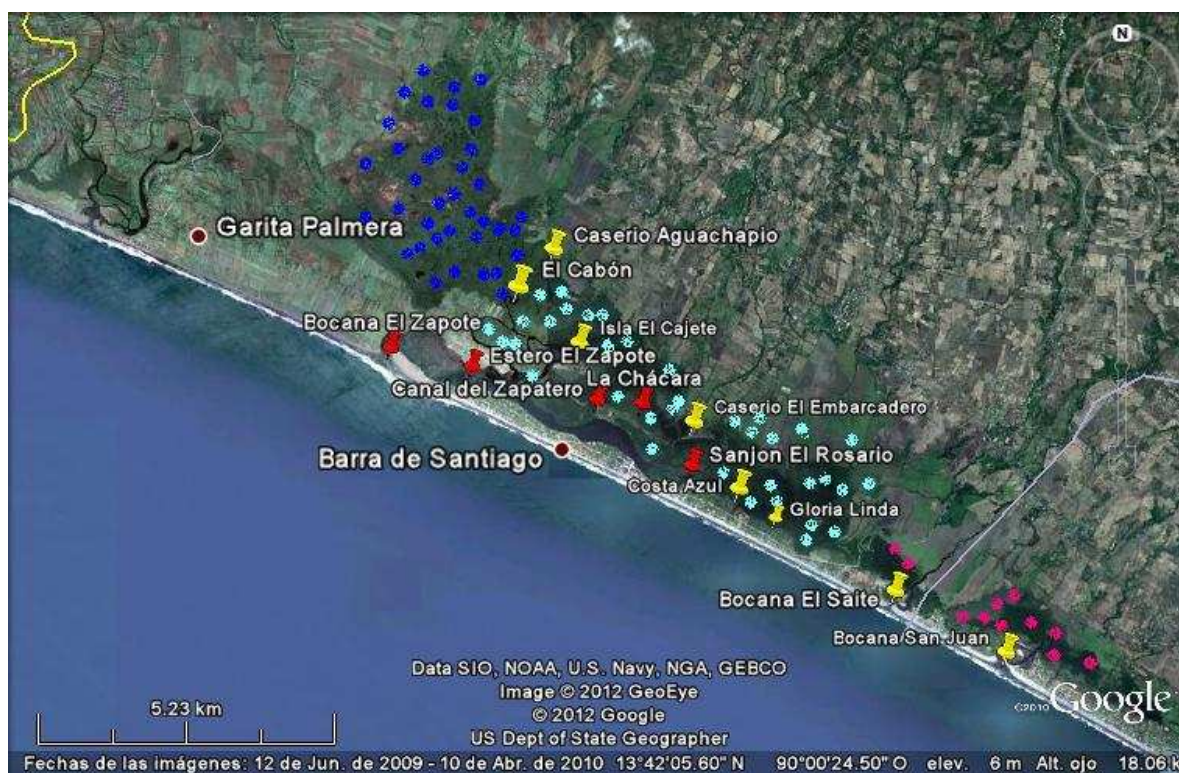 N
Garita Palmera
Caserio Aguachapio
El Cabón
Bocana El Zapote
Isla El Cajete
Estero El Zapote
Canal del Zapatero
La Chácara
Caserio El Embarcadero
Barra de Santiago
Sanjon El Rosario
Costa Azul
Gloria Linda
Bocana El Saite
Bocana San Juan
Data SIO, NOAA, U.S. Navy, NGA, GEBCO
Image © 2012 GeoEye
© 2012 Google
US Dept of State Geographer
5.23 km
©2010 Google
Fechas de las imágenes: 12 de Jun. de 2009 - 10 de Abr. de 2010 13°42'05.60" N 90°00'24.50" O elev. 6 m Alt. ojo 18.06 k